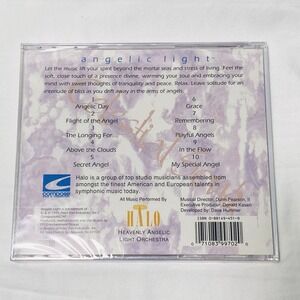 angelic light
Let the music lift your spirit beyond the mortal seas and stress of living. Feel the
soft, close touch of a presence divine, warming your soul and embracing your
mind with sweet thoughts of tranquility and peace. Relax. Leave solitude for an
interlude of bliss as you drift away in the arms of angels.
1
Angelic Day
2
Flight of the Angel
3
The Longing For
4
Above the Clouds
5
Secret Angel
6
Grace
7
Remembering
8
Playful Angels
9
In the Flow
10
My Special Angel
compose
Halo is a group of top studio musicians assembled from
amongst the finest American and European talents in
symphonic music today.
All Music Performed By
HALO
HEAVENLY ANGELIC
LIGHT ORCHESTRA
Musical Director: Dunn Pearson, II
Executive Producer: Donald Kasen
Developed by: Dave Hummer
6 71083 99702 6